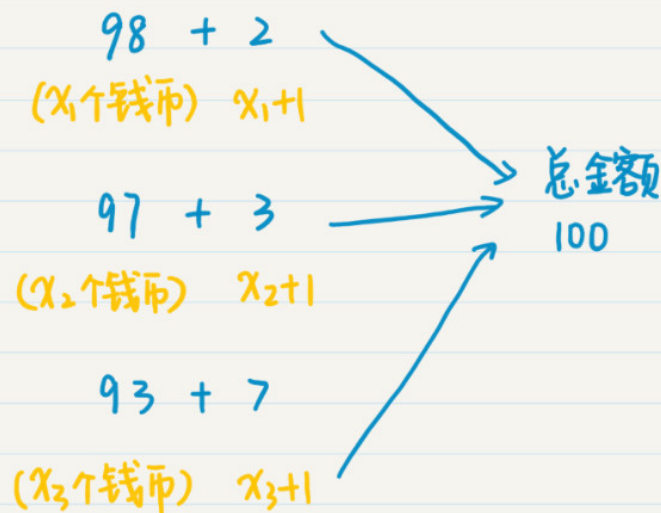 98 + 2
(x₁个钱币) x₁+1
97 + 3
总金额
100
(x₂个钱币) x₂+1
93 + 7
(x₃个钱币) x₃+1